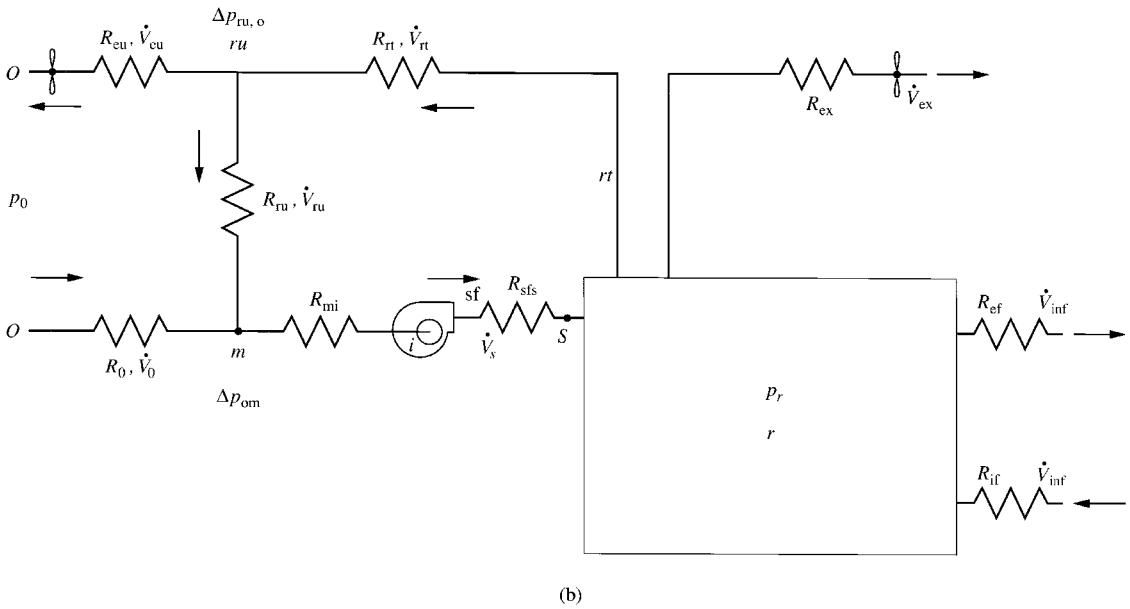 Δp_ru, o
R_eu, V̇_eu
ru
R_rt, V̇_rt
O
R_ex
V̇_ex
rt
p_0
R_ru, V̇_ru
R_mi
sf
R_sfs
O
i
V̇_s
S
R_ef
V̇_inf
m
R_0, V̇_0
Δp_om
p_r
r
R_if
V̇_inf
(b)